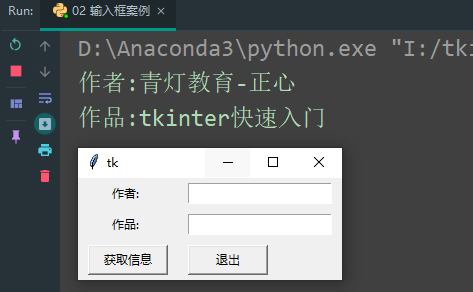 Run: 02 输入框案例 ×
D:\Anaconda3\python.exe "I:/tk
作者:青灯教育-正心
作品:tkinter快速入门
tk
作者:
作品:
获取信息 退出